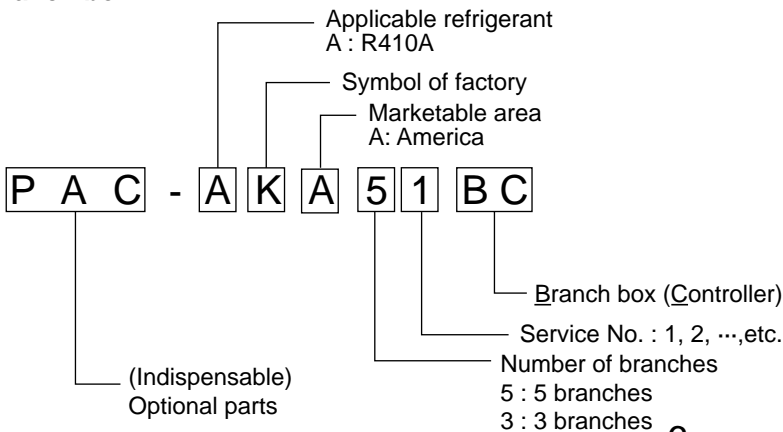 Applicable refrigerant
A : R410A
Symbol of factory
Marketable area
A: America
P A C - A K A 5 1 B C
Branch box (Controller)
Service No. : 1, 2, ···,etc.
Number of branches
5 : 5 branches
3 : 3 branches
(Indispensable)
Optional parts